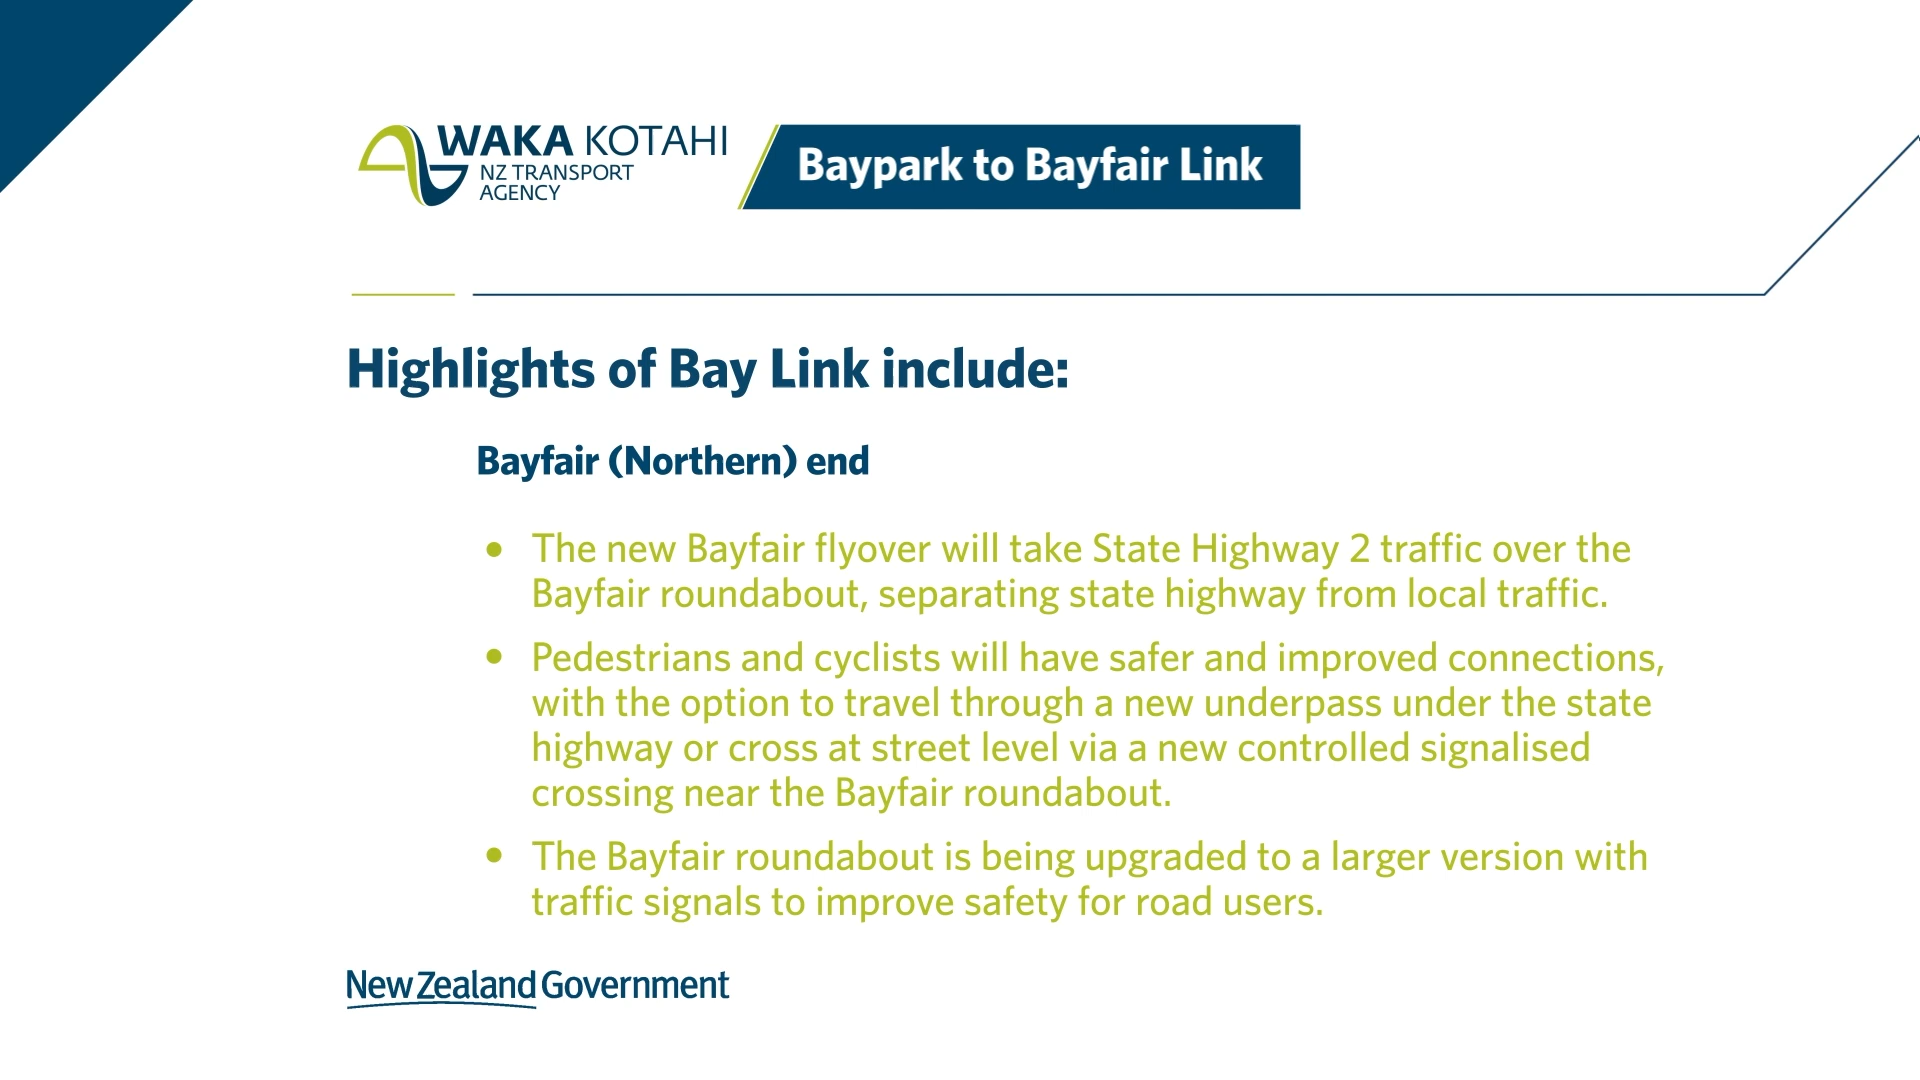 WAKA KOTAHI
NZ TRANSPORT
AGENCY
Baypark to Bayfair Link
Highlights of Bay Link include:
Bayfair (Northern) end
• The new Bayfair flyover will take State Highway 2 traffic over the
Bayfair roundabout, separating state highway from local traffic.
• Pedestrians and cyclists will have safer and improved connections,
with the option to travel through a new underpass under the state
highway or cross at street level via a new controlled signalised
crossing near the Bayfair roundabout.
• The Bayfair roundabout is being upgraded to a larger version with
traffic signals to improve safety for road users.
New Zealand Government